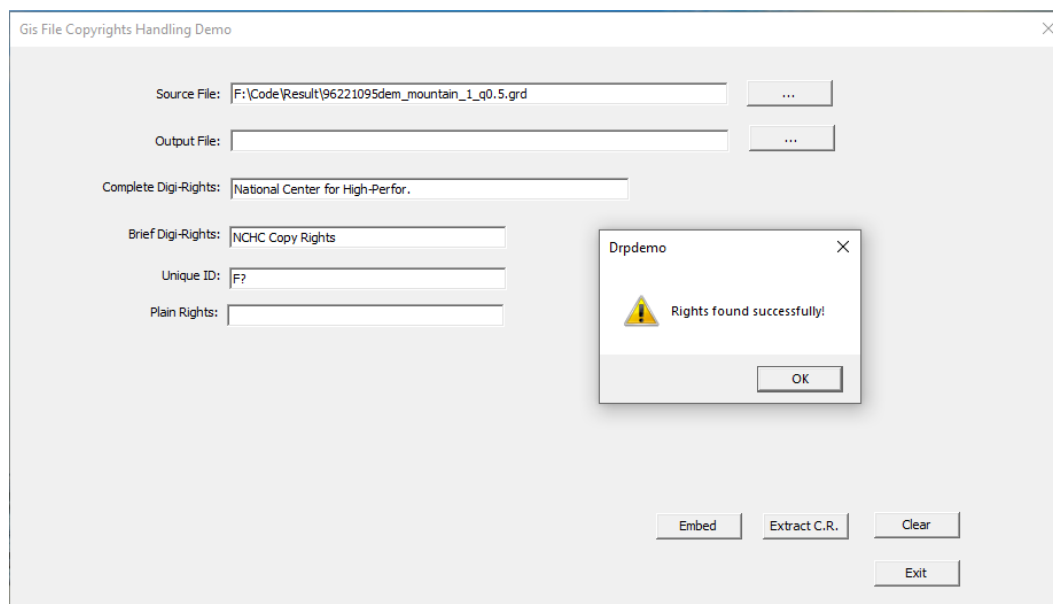 Gis File Copyrights Handling Demo
Source File: F:\Code\Result\96221095dem_mountain_1_q0.5.grd ...
Output File: ...
Complete Digi-Rights: National Center for High-Perfor.
Brief Digi-Rights: NCHC Copy Rights
Unique ID: F?
Plain Rights:
Drpdemo
Rights found successfully!
OK
Embed Extract C.R. Clear
Exit